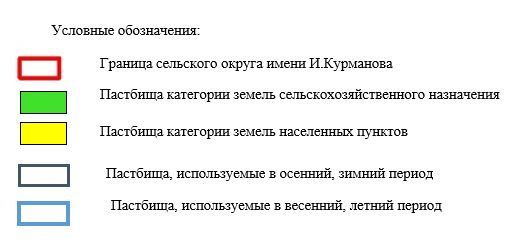 Условные обозначения:
Граница сельского округа имени И.Курманова
Пастбища категории земель сельскохозяйственного назначения
Пастбища категории земель населенных пунктов
Пастбища, используемые в осенний, зимний период
Пастбища, используемые в весенний, летний период